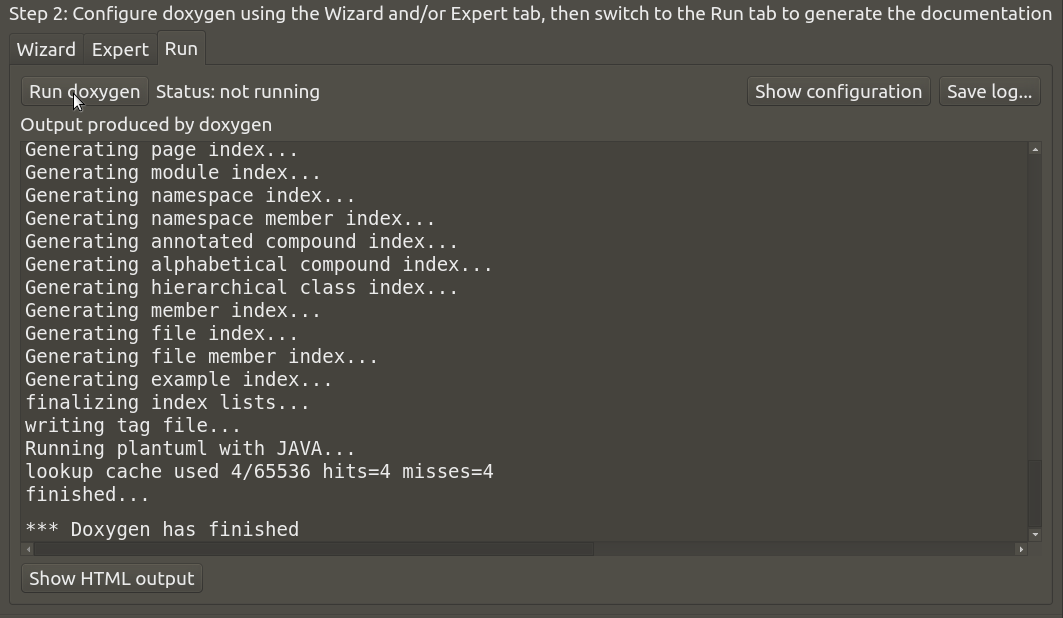 Step 2: Configure doxygen using the Wizard and/or Expert tab, then switch to the Run tab to generate the documentation
Wizard Expert Run
Run doxygen Status: not running Show configuration Save log...
Output produced by doxygen
Generating page index...
Generating module index...
Generating namespace index...
Generating namespace member index...
Generating annotated compound index...
Generating alphabetical compound index...
Generating hierarchical class index...
Generating member index...
Generating file index...
Generating file member index...
Generating example index...
finalizing index lists...
writing tag file...
Running plantuml with JAVA...
lookup cache used 4/65536 hits=4 misses=4
finished...
*** Doxygen has finished
Show HTML output